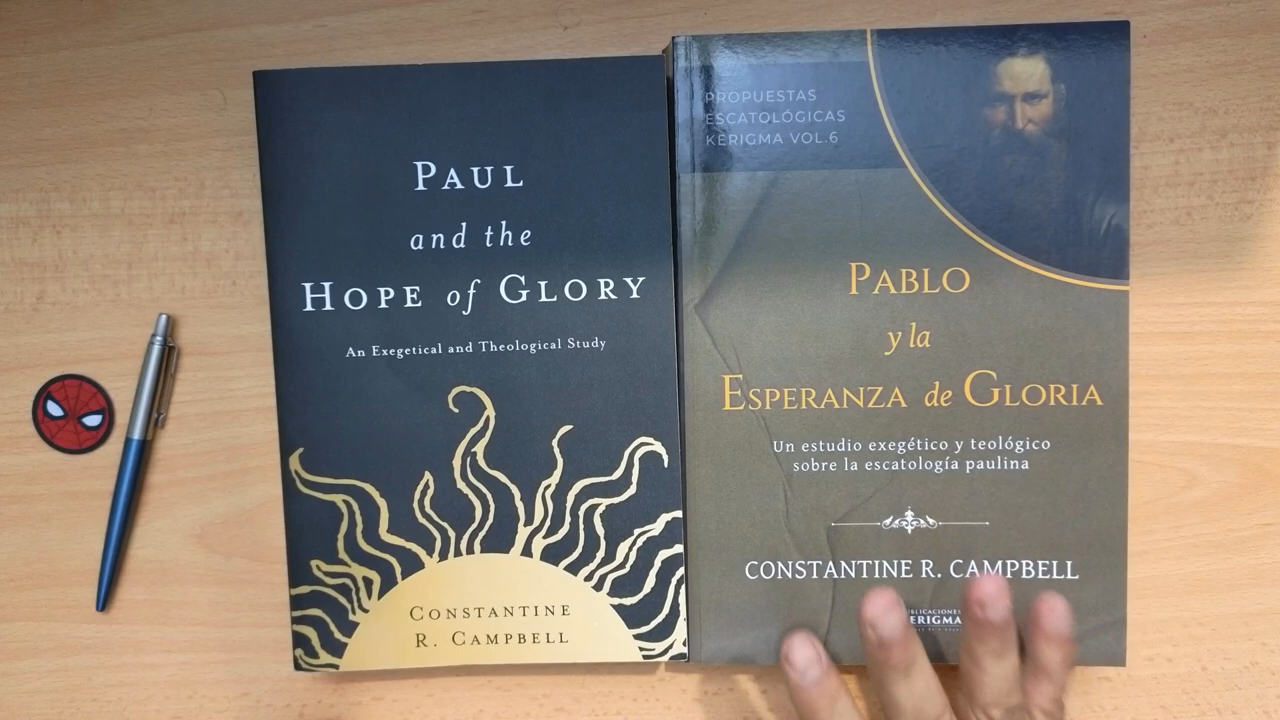 PAUL
and the
HOPE of GLORY
An Exegetical and Theological Study
CONSTANTINE
R. CAMPBELL
PROPUESTAS
ESCATOLÓGICAS
KERIGMA VOL.6
PABLO
y la
ESPERANZA de GLORIA
Un estudio exegético y teológico
sobre la escatología paulina
CONSTANTINE R. CAMPBELL